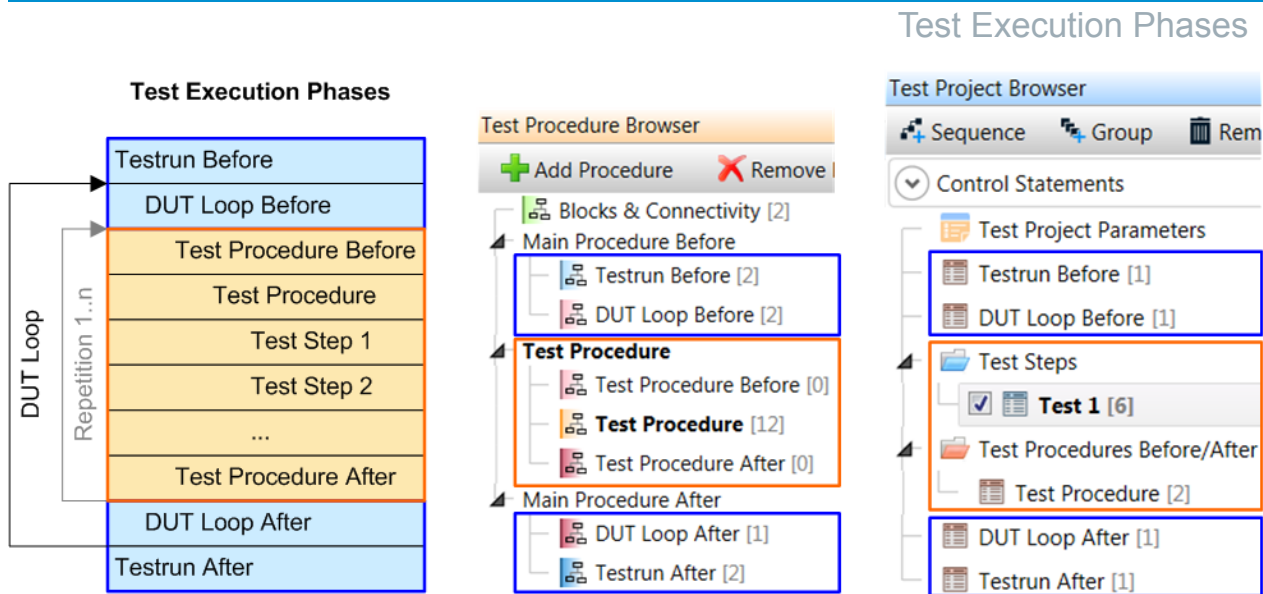 Test Execution Phases
Test Execution Phases
Testrun Before
DUT Loop Before
Test Procedure Before
Test Procedure
Test Step 1
Test Step 2
...
Test Procedure After
DUT Loop After
Testrun After
DUT Loop
Repetition 1..n
Test Procedure Browser
Add Procedure Remove
Blocks & Connectivity [2]
Main Procedure Before
Testrun Before [2]
DUT Loop Before [2]
Test Procedure
Test Procedure Before [0]
Test Procedure [12]
Test Procedure After [0]
Main Procedure After
DUT Loop After [1]
Testrun After [2]
Test Project Browser
Sequence Group Rem
Control Statements
Test Project Parameters
Testrun Before [1]
DUT Loop Before [1]
Test Steps
Test 1 [6]
Test Procedures Before/After
Test Procedure [2]
DUT Loop After [1]
Testrun After [1]